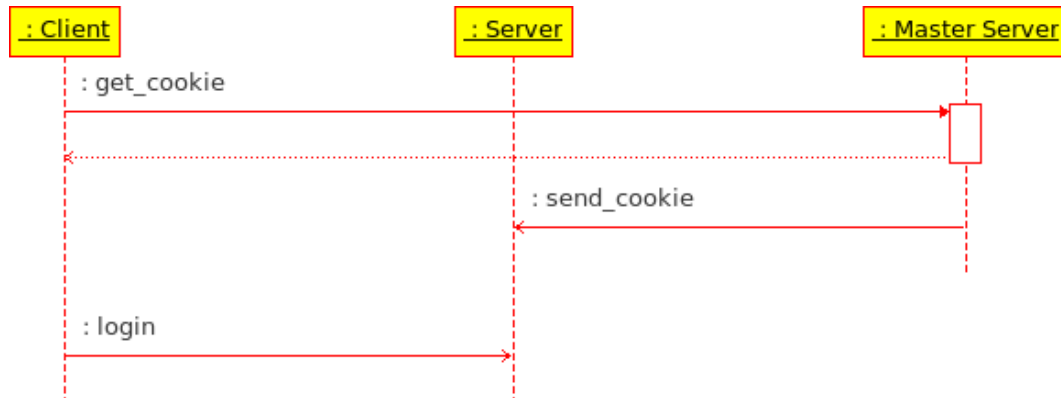 : Client
: Server
: Master Server
: get_cookie
: send_cookie
: login